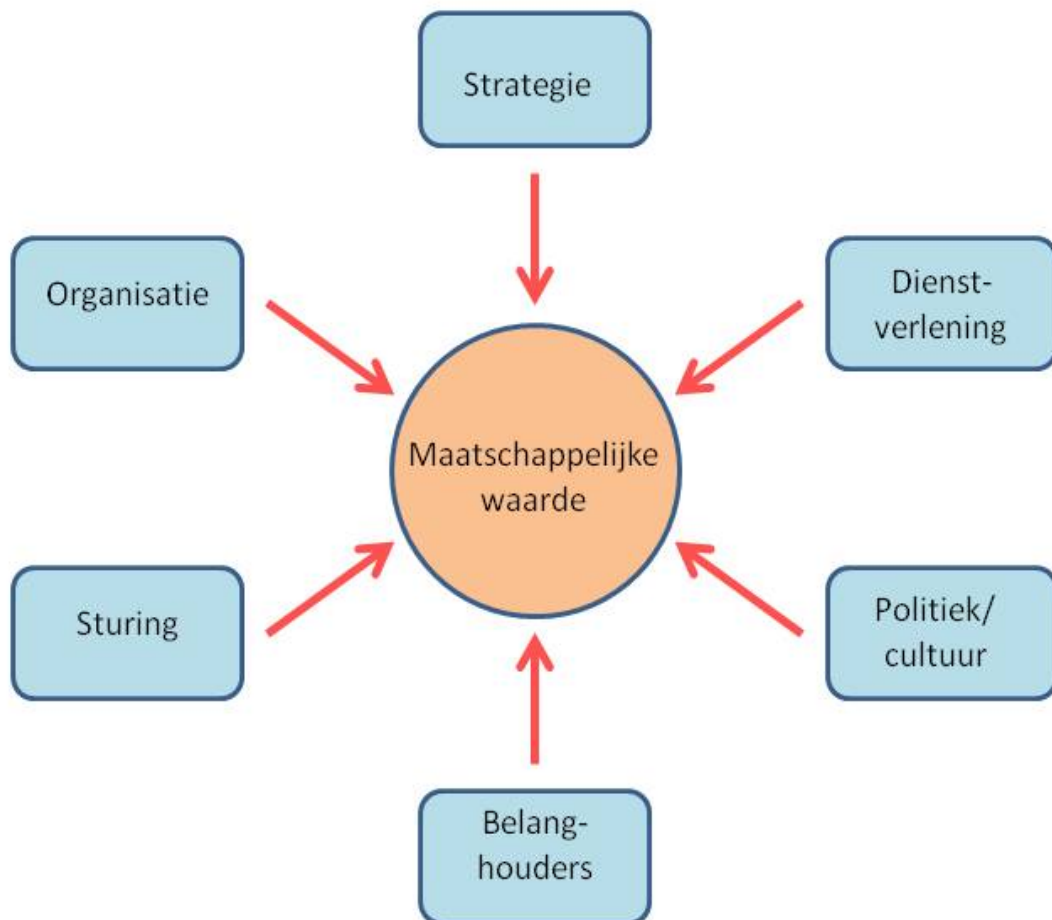 Strategie
Organisatie
Dienst-
verlening
Maatschappelijke
waarde
Sturing
Politiek/
cultuur
Belang-
houders